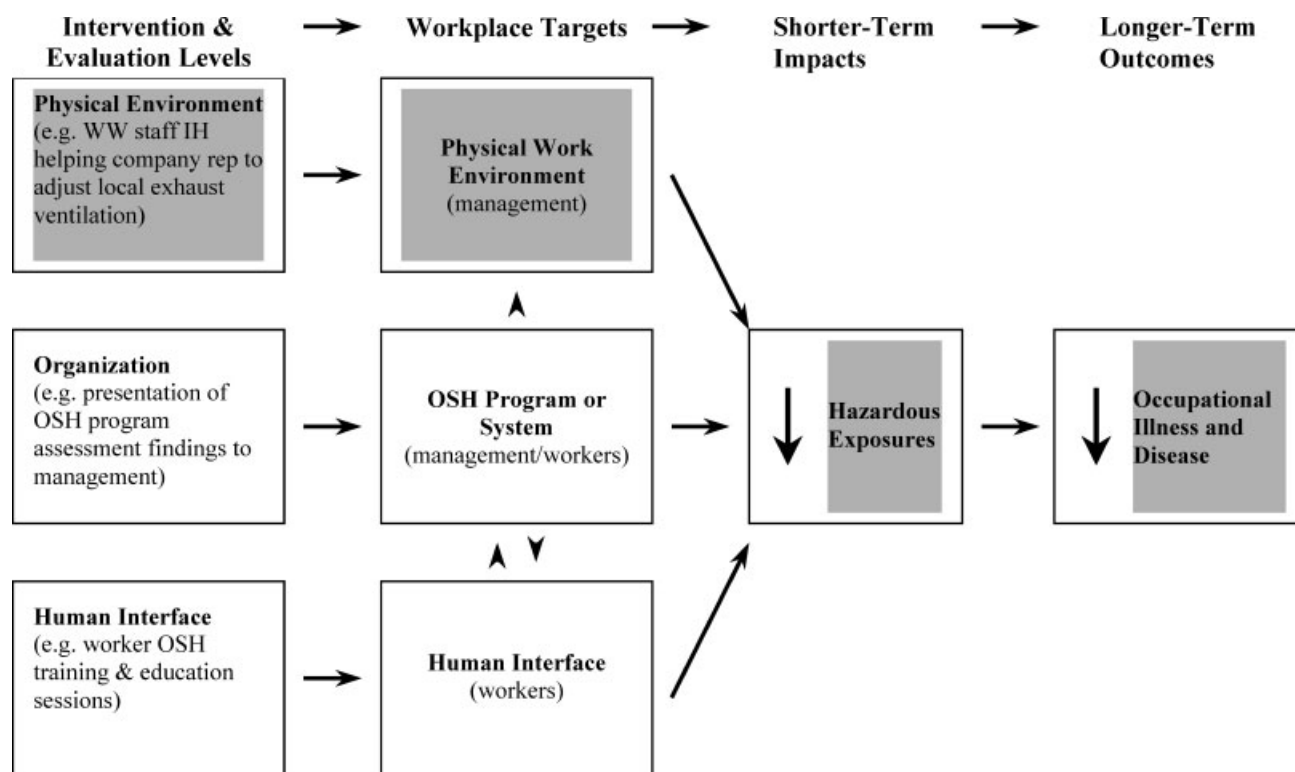 Intervention &
Evaluation Levels
Workplace Targets
Shorter-Term
Impacts
Longer-Term
Outcomes
Physical Environment
(e.g. WW staff IH
helping company rep to
adjust local exhaust
ventilation)
Physical Work
Environment
(management)
Organization
(e.g. presentation of
OSH program
assessment findings to
management)
OSH Program or
System
(management/workers)
Hazardous
Exposures
Occupational
Illness and
Disease
Human Interface
(e.g. worker OSH
training & education
sessions)
Human Interface
(workers)